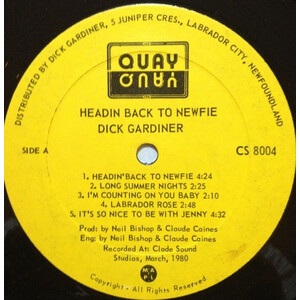 DISTRIBUTED BY DICK GARDINER, 5 JUNIPER CRES., LABRADOR CITY, NEWFOUNDLAND
QUAY
QUAY
HEADIN BACK TO NEWFIE
DICK GARDINER
SIDE A
CS 8004
1. HEADIN'BACK TO NEWFIE 4:24
2. LONG SUMMER NIGHTS 2:25
3. I'M COUNTING ON YOU BABY 2:10
4. LABRADOR ROSE 2:48
5. IT'S SO NICE TO BE WITH JENNY 4:32
Prod: by Neil Bishop & Claude Caines
Eng: by Neil Bishop & Claude Caines
Recorded At: Clode Sound
Studios, March, 1980
M A P L
Copyright - All Rights Reserved